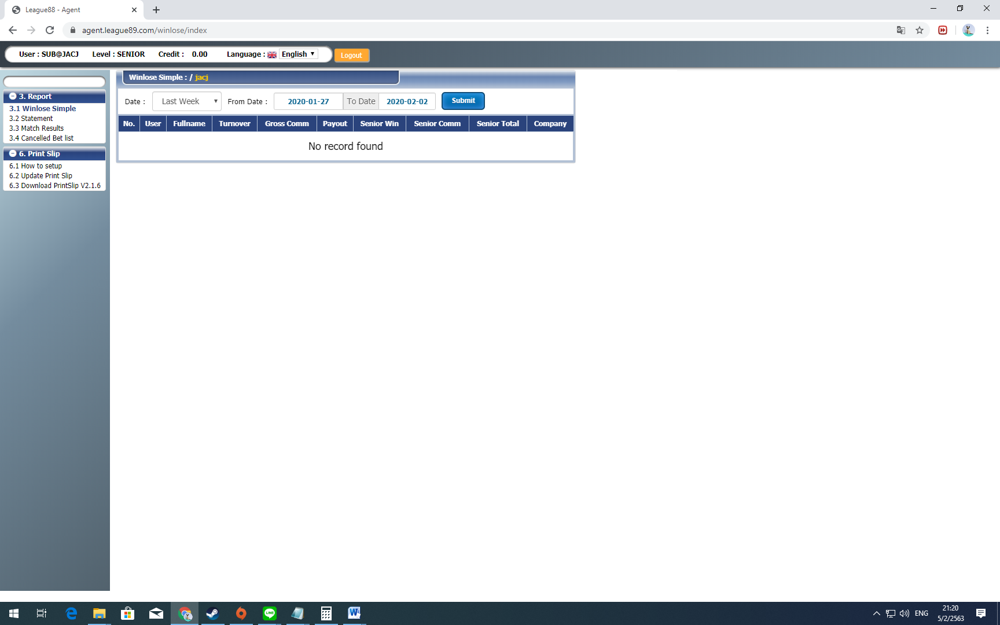 League88 - Agent
agent.league89.com/winlose/index
User : SUB@JACJ Level : SENIOR Credit : 0.00 Language : English Logout
3. Report
3.1 Winlose Simple
3.2 Statement
3.3 Match Results
3.4 Cancelled Bet list
6. Print Slip
6.1 How to setup
6.2 Update Print Slip
6.3 Download PrintSlip V2.1.6
Winlose Simple : / jacj
Date : Last Week From Date : 2020-01-27 To Date 2020-02-02 Submit
No. User Fullname Turnover Gross Comm Payout Senior Win Senior Comm Senior Total Company
No record found
LINE
W
ENG
21:20
5/2/2563